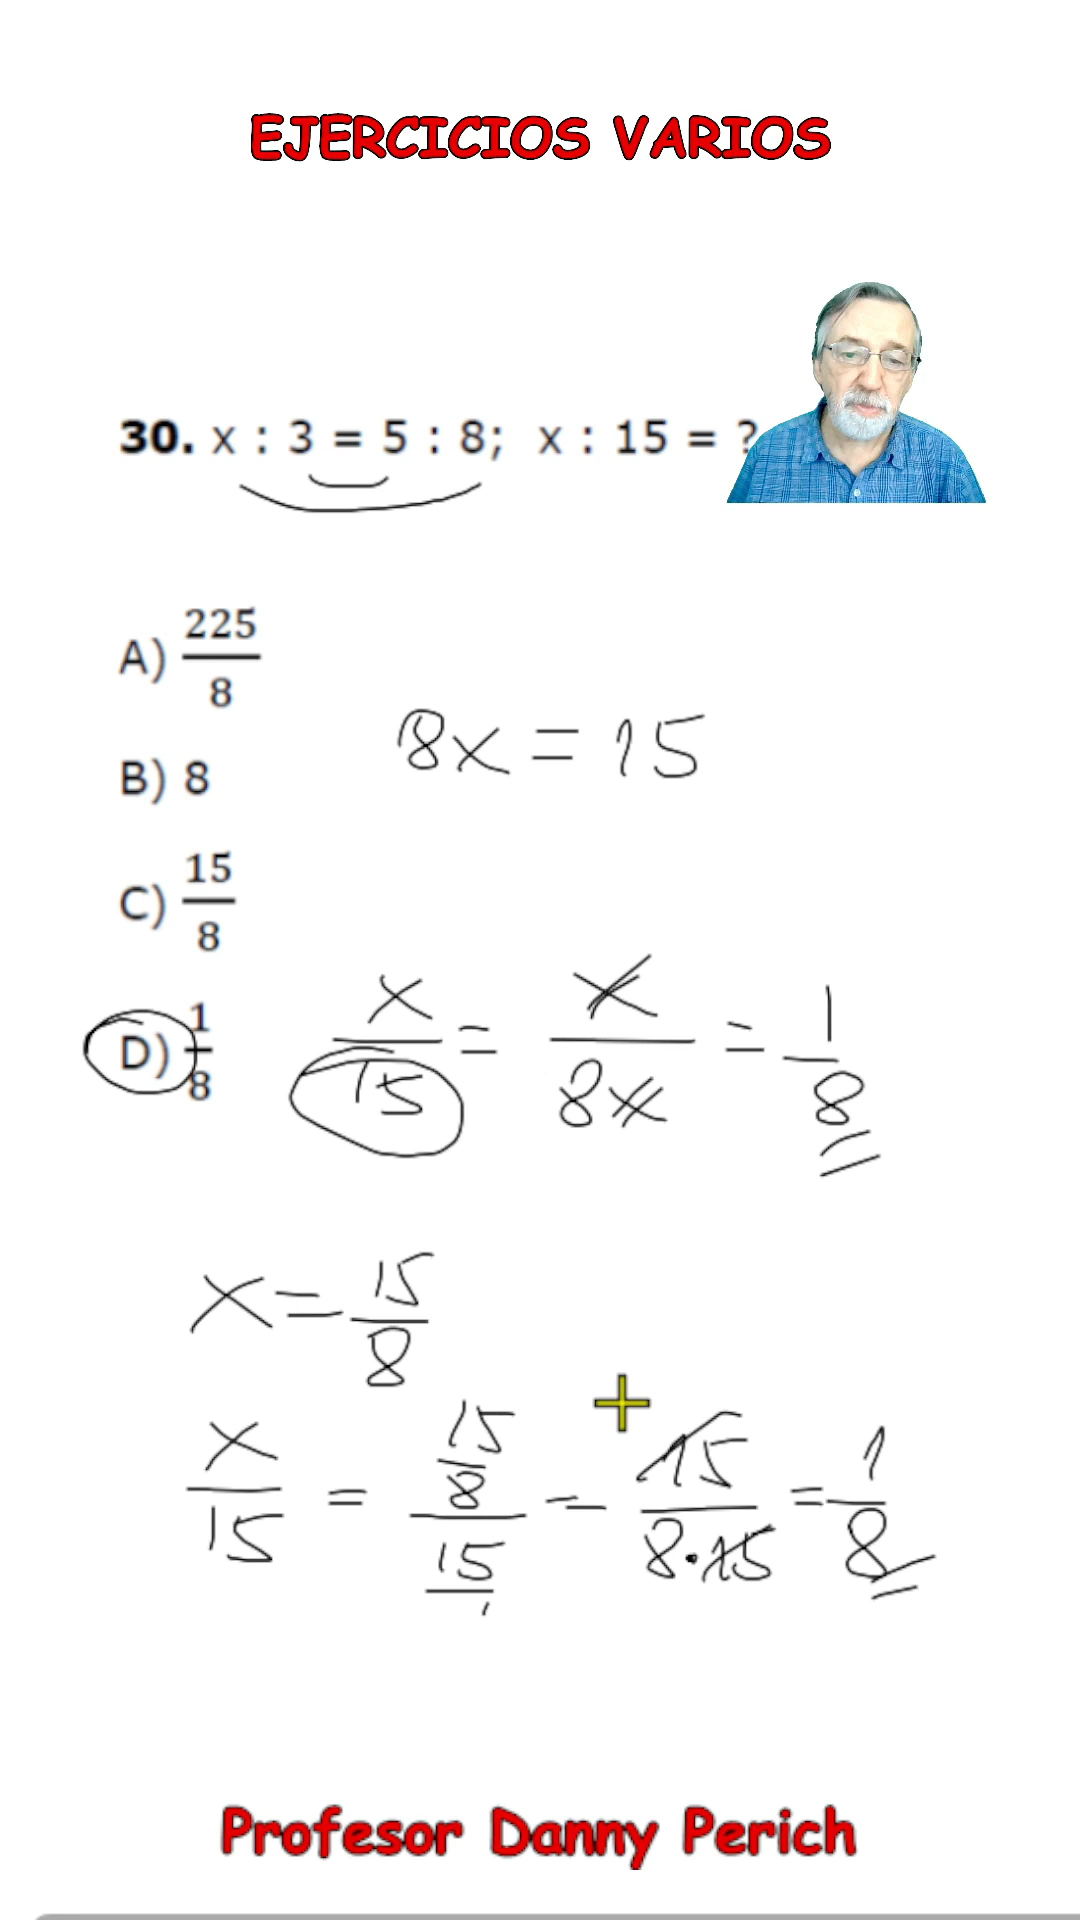 EJERCICIOS VARIOS
30. x : 3 = 5 : 8; x : 15 = ?
A) 225/8
8x = 15
B) 8
C) 15/8
D) 1/8
x/15 = x/8x = 1/8
x = 15/8
x/15 = 15/8 / 15/1 = 15/8·15 = 1/8
Profesor Danny Perich